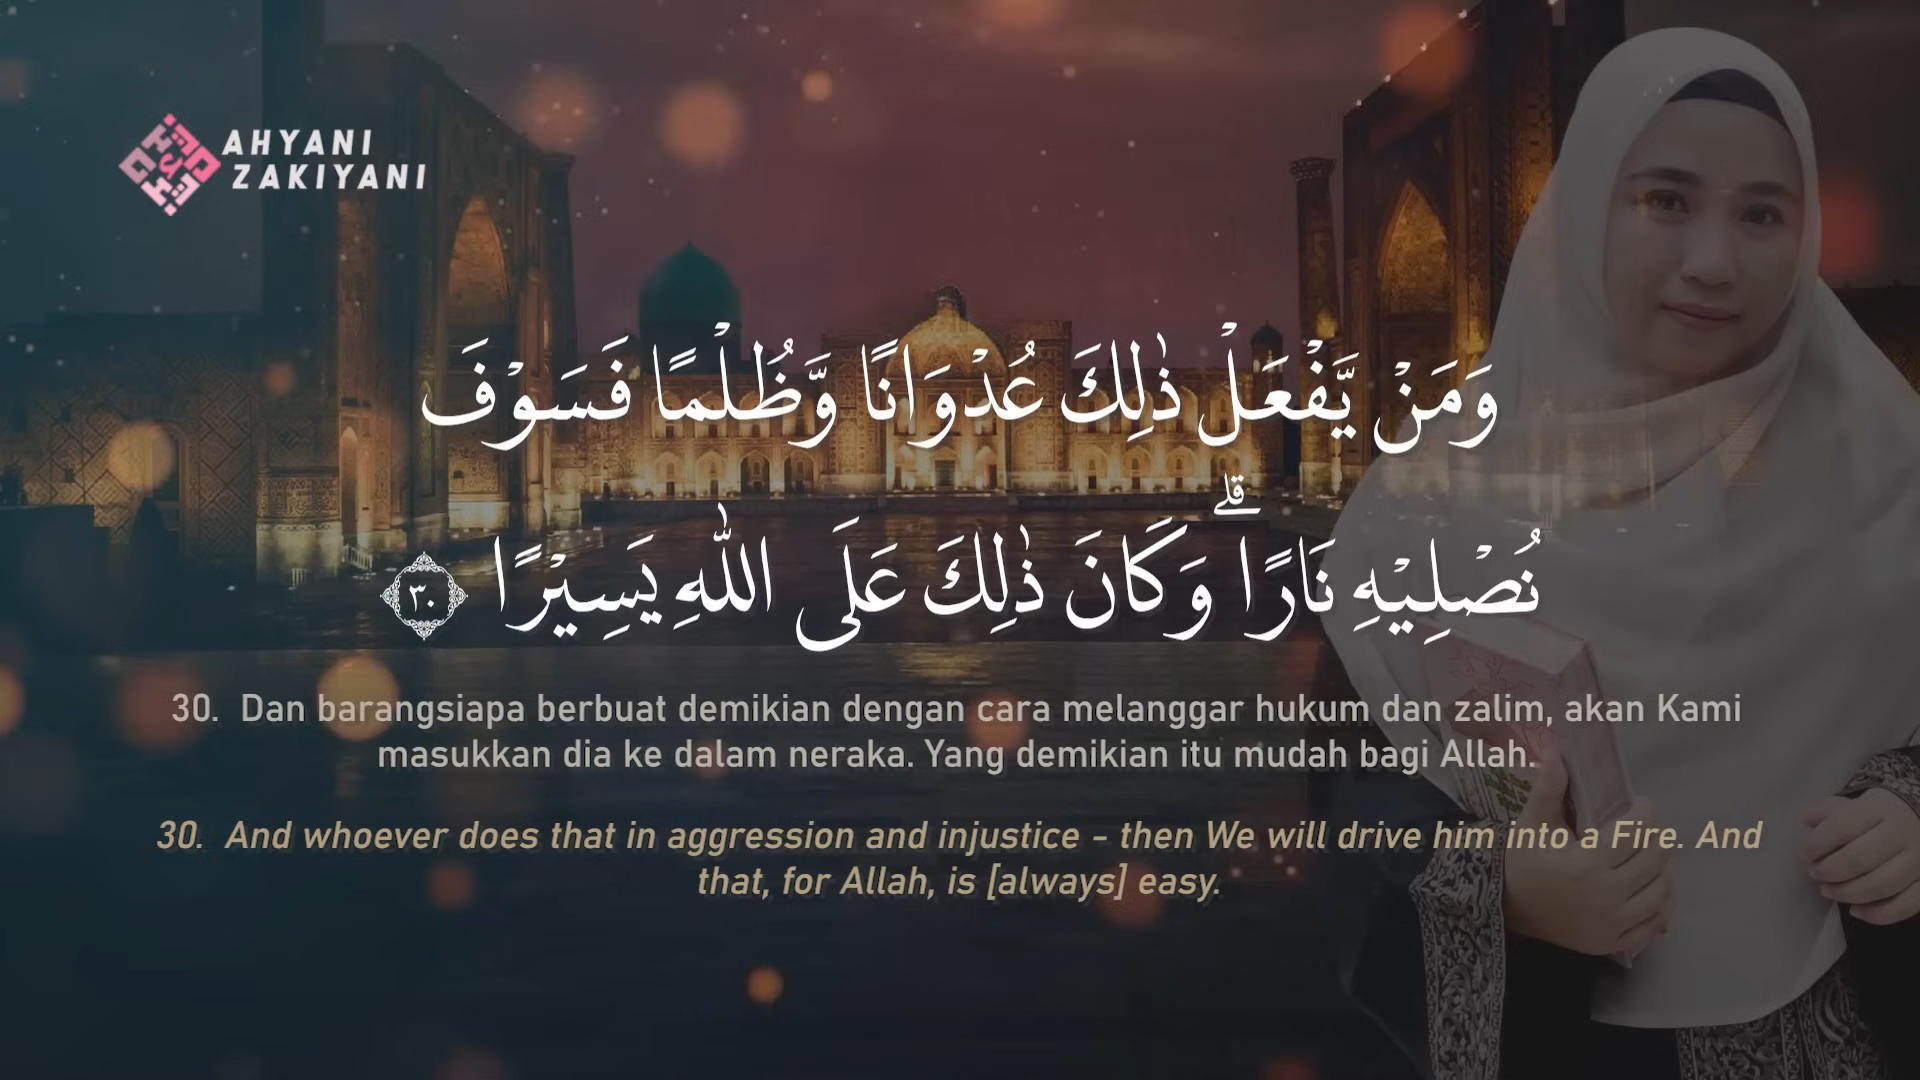 AHYANI
ZAKIYANI
وَمَنْ يَّفْعَلْ ذٰلِكَ عُدْوَانًا وَّظُلْمًا فَسَوْفَ
نُصْلِيْهِ نَارًاۗ وَكَانَ ذٰلِكَ عَلَى اللّٰهِ يَسِيْرًا ٣٠
30. Dan barangsiapa berbuat demikian dengan cara melanggar hukum dan zalim, akan Kami
masukkan dia ke dalam neraka. Yang demikian itu mudah bagi Allah.
30. And whoever does that in aggression and injustice - then We will drive him into a Fire. And
that, for Allah, is [always] easy.